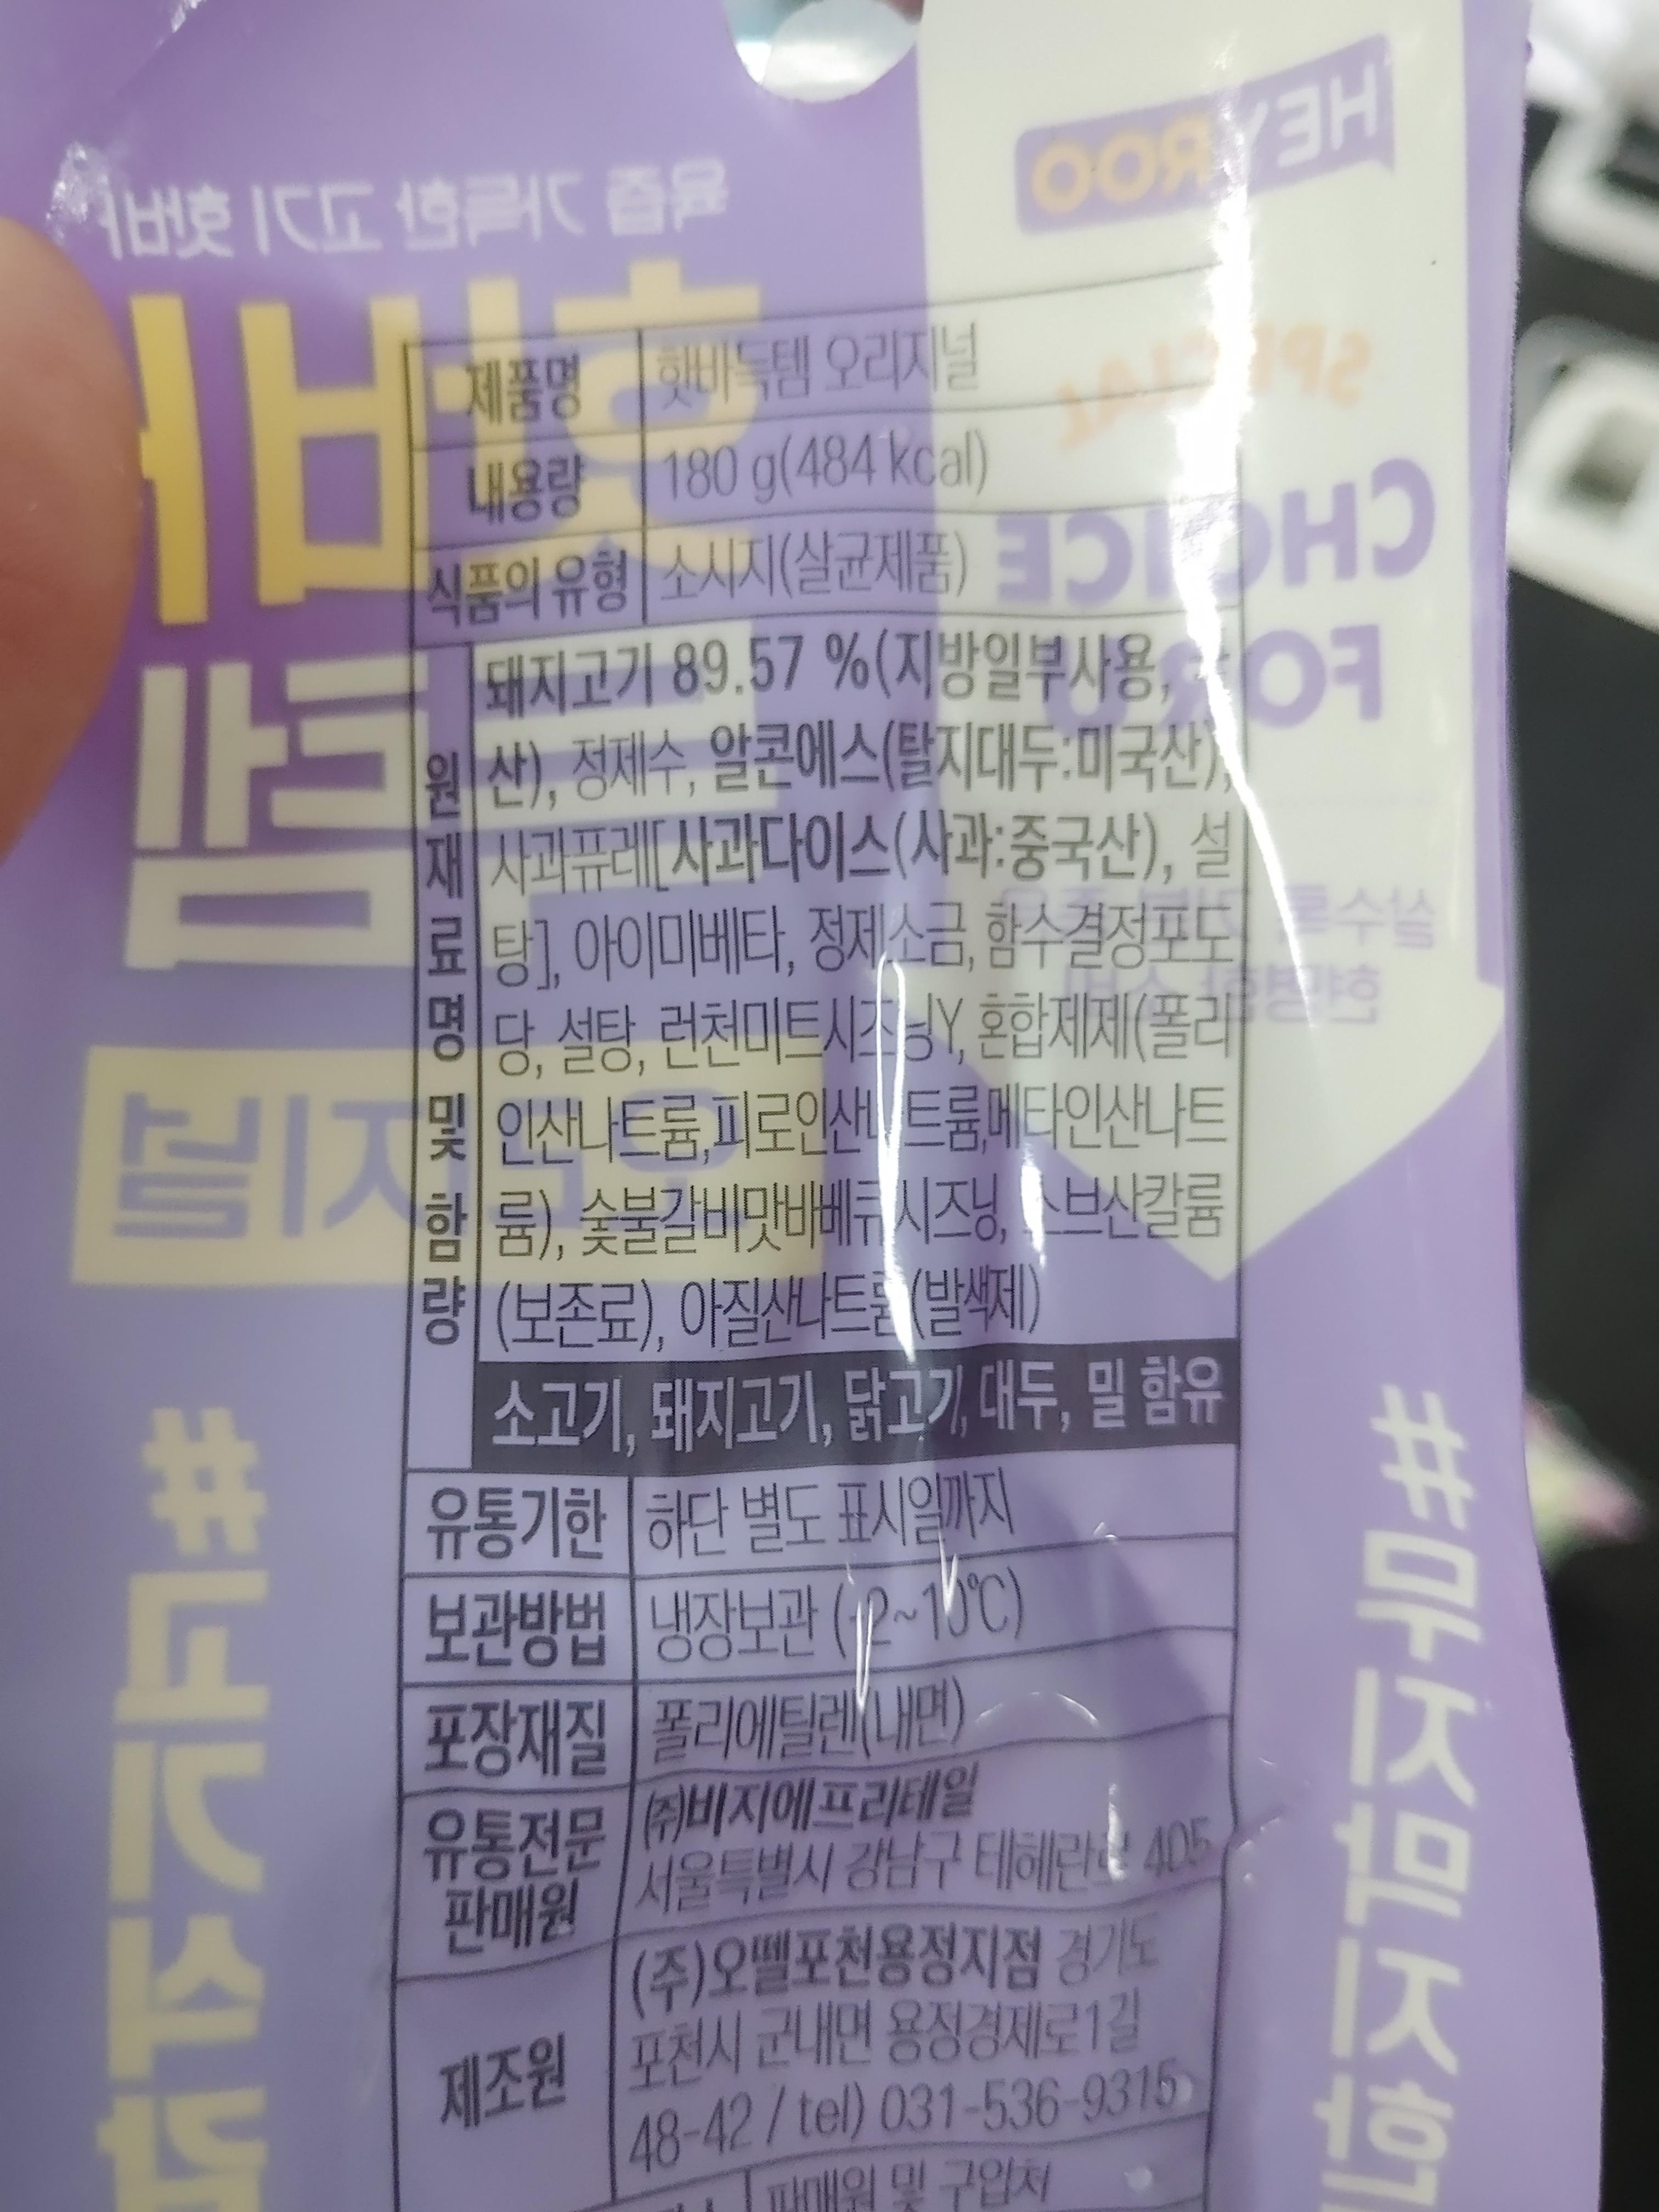 HEYROO
육즙 가득한 고기 핫바
SPECIAL
CHOICE
FOR U
제품명 핫바득템 오리지널
내용량 180 g(484 kcal)
식품의 유형 소시지(살균제품)
원재료명 및 함량
돼지고기 89.57 %(지방일부사용,
산), 정제수, 알콘에스(탈지대두:미국산),
사과퓨레[사과다이스(사과:중국산), 설
탕], 아이미베타, 정제소금, 함수결정포도
당, 설탕, 런천미트시즈닝Y, 혼합제제(폴리
인산나트륨,피로인산나트륨,메타인산나트
륨), 숯불갈비맛바베큐시즈닝, 소브산칼륨
(보존료), 아질산나트륨(발색제)
소고기, 돼지고기, 닭고기, 대두, 밀 함유
유통기한 하단 별도 표시일까지
보관방법 냉장보관 (-2~10℃)
포장재질 폴리에틸렌(내면)
유통전문판매원 ㈜비지에프리테일
서울특별시 강남구 테헤란로 405
제조원 (주)오뗄포천용정지점 경기도
포천시 군내면 용정경제로1길
48-42 / tel) 031-536-9315
판매원 및 구입처
#무지막지한